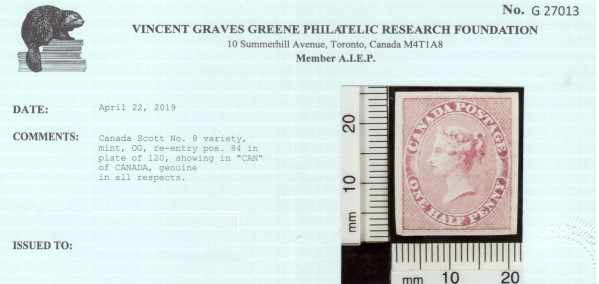 No. G 27013
VINCENT GRAVES GREENE PHILATELIC RESEARCH FOUNDATION
10 Summerhill Avenue, Toronto, Canada M4T1A8
Member A.I.E.P.
DATE: April 22, 2019
COMMENTS: Canada Scott No. 8 variety,
mint, OG, re-entry pos. 84 in
plate of 120, showing in "CAN"
of CANADA, genuine
in all respects.
ISSUED TO:
20
10
mm
CANADA POSTAGE
ONE HALF PENNY
mm 10 20